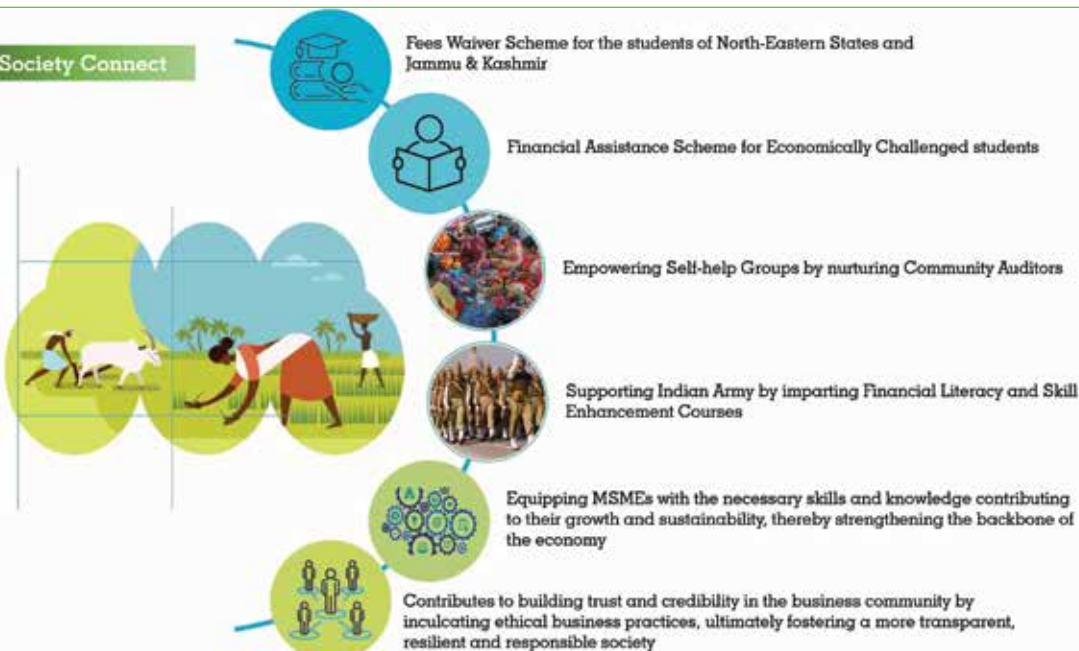 Society Connect
Fees Waiver Scheme for the students of North-Eastern States and
Jammu & Kashmir
Financial Assistance Scheme for Economically Challenged students
Empowering Self-help Groups by nurturing Community Auditors
Supporting Indian Army by imparting Financial Literacy and Skill
Enhancement Courses
Equipping MSMEs with the necessary skills and knowledge contributing
to their growth and sustainability, thereby strengthening the backbone of
the economy
Contributes to building trust and credibility in the business community by
inculcating ethical business practices, ultimately fostering a more transparent,
resilient and responsible society